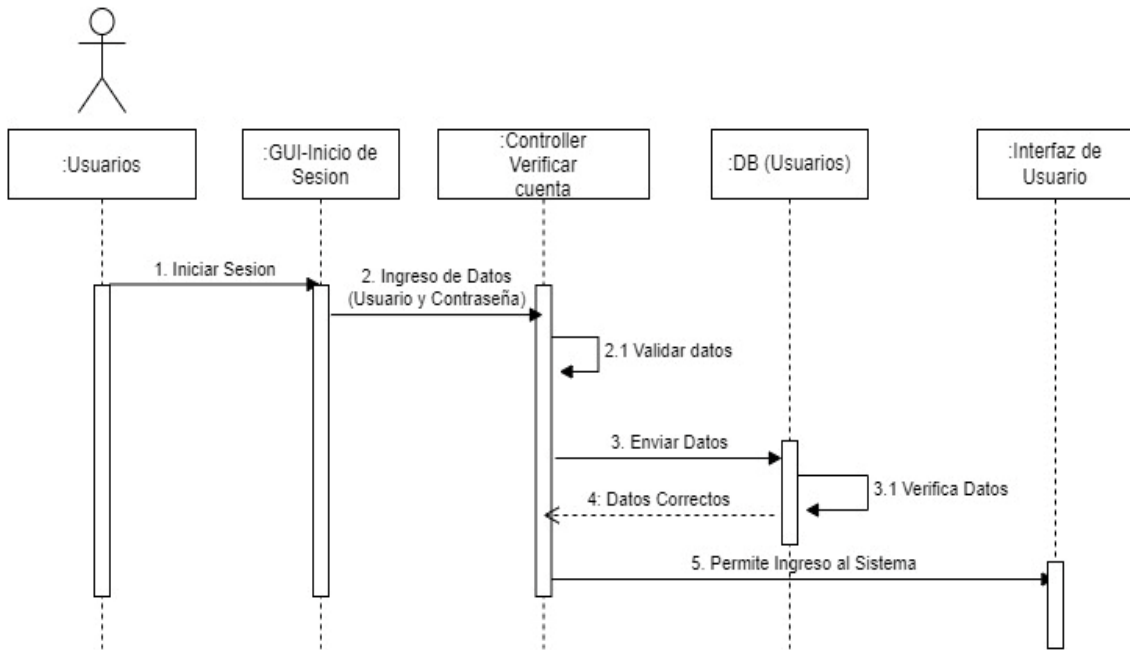 :Usuarios
:GUI-Inicio de
Sesion
:Controller
Verificar
cuenta
:DB (Usuarios)
:Interfaz de
Usuario
1. Iniciar Sesion
2. Ingreso de Datos
(Usuario y Contraseña)
2.1 Validar datos
3. Enviar Datos
3.1 Verifica Datos
4: Datos Correctos
5. Permite Ingreso al Sistema